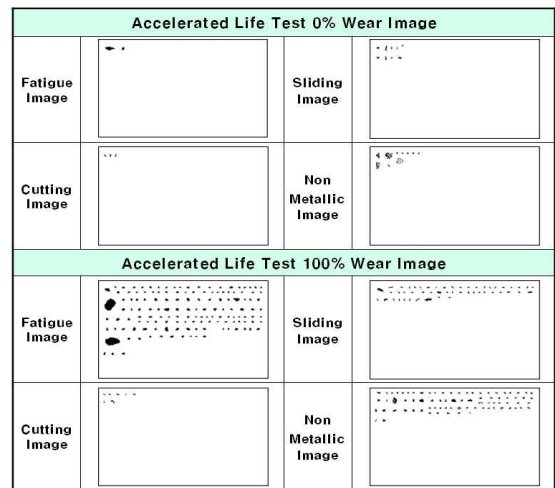 Accelerated Life Test 0% Wear Image
Fatigue
Image
Sliding
Image
Cutting
Image
Non
Metallic
Image
Accelerated Life Test 100% Wear Image
Fatigue
Image
Sliding
Image
Cutting
Image
Non
Metallic
Image